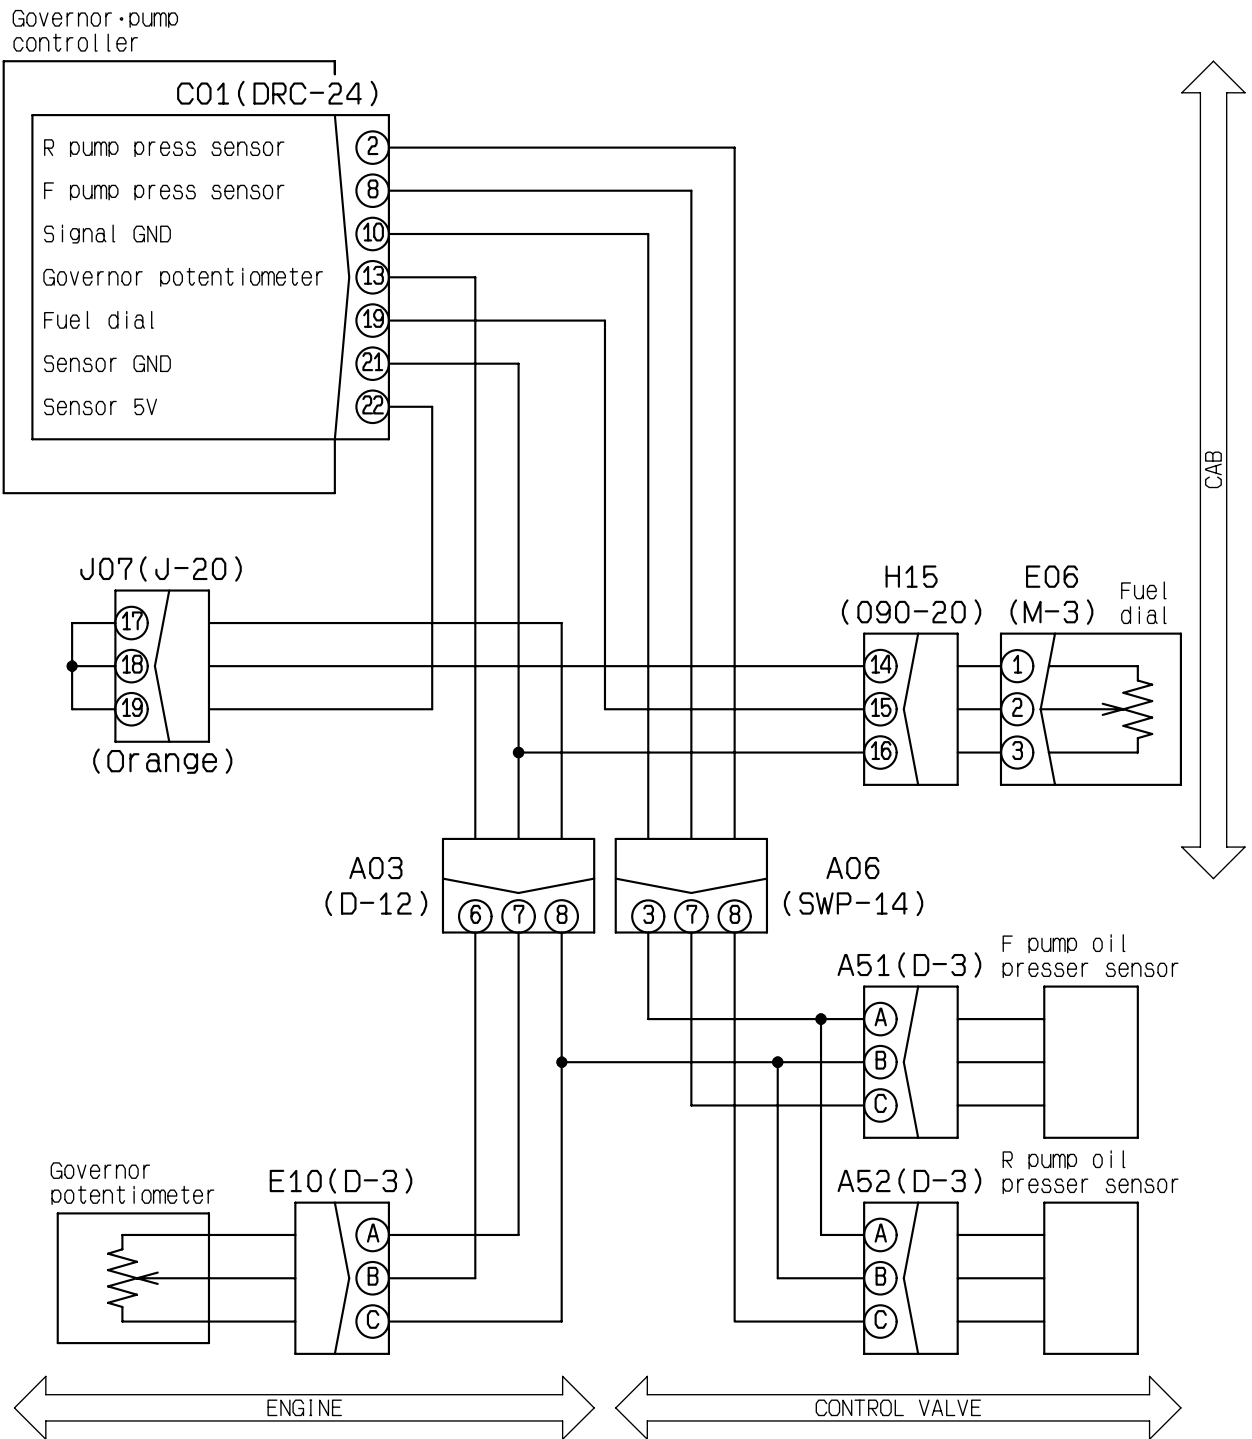 Governor·pump
controller
C01(DRC-24)
R pump press sensor 2
F pump press sensor 8
Signal GND 10
Governor potentiometer 13
Fuel dial 19
Sensor GND 21
Sensor 5V 22
CAB
J07(J-20)
17
18
19
(Orange)
H15
(090-20)
14
15
16
E06
(M-3)
1
2
3
Fuel
dial
A03
(D-12)
6 7 8
A06
(SWP-14)
3 7 8
A51(D-3)
A
B
C
F pump oil
presser sensor
Governor
potentiometer
E10(D-3)
A
B
C
A52(D-3)
A
B
C
R pump oil
presser sensor
ENGINE
CONTROL VALVE